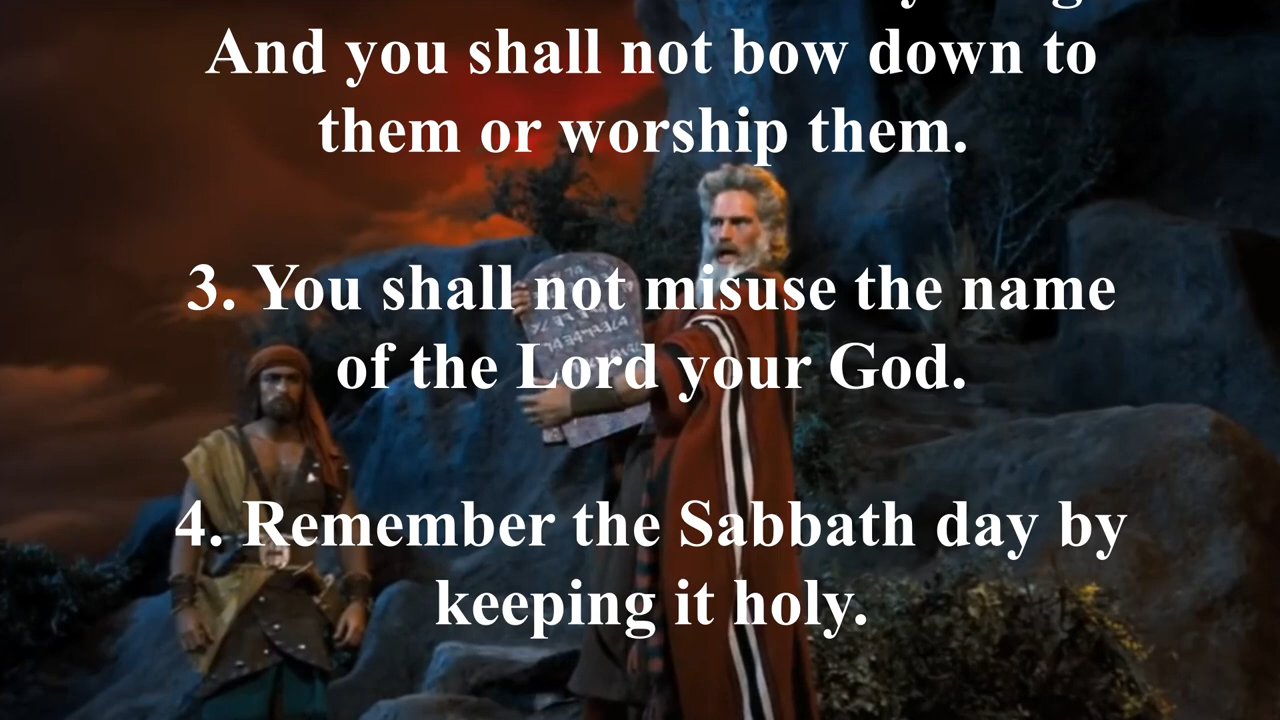 And you shall not bow down to
them or worship them.
3. You shall not misuse the name
of the Lord your God.
4. Remember the Sabbath day by
keeping it holy.